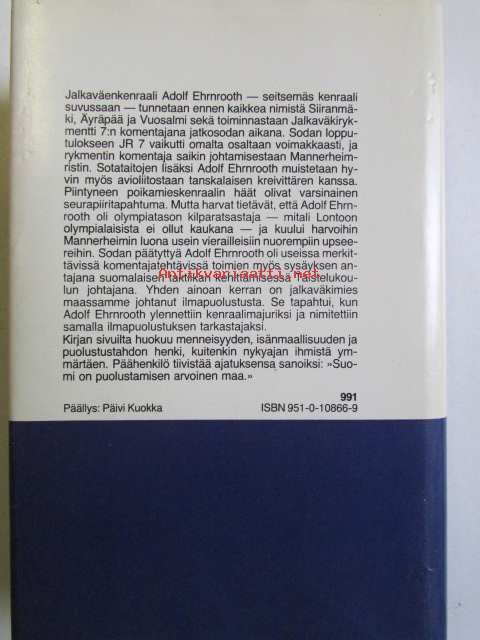 Jalkaväenkenraali Adolf Ehrnrooth — seitsemäs kenraali
suvussaan — tunnetaan ennen kaikkea nimistä Siiranmä-
ki, Äyräpää ja Vuosalmi sekä toiminnastaan Jalkaväkiryk-
mentti 7:n komentajana jatkosodan aikana. Sodan loppu-
tulokseen JR 7 vaikutti omalta osaltaan voimakkaasti, ja
rykmentin komentaja saikin johtamisestaan Mannerheim-
ristin. Sotataitojen lisäksi Adolf Ehrnrooth muistetaan hy-
vin myös avioliitostaan tanskalaisen kreivittären kanssa.
Piintyneen poikamieskenraalin häät olivat varsinainen
seurapiiritapahtuma. Mutta harvat tietävät, että Adolf Ehrn-
rooth oli olympiatason kilparatsastaja — mitali Lontoon
olympialaisista ei ollut kaukana — ja kuului harvoihin
Mannerheimin luona usein vierailleisiin nuorempiin upsee-
reihin. Sodan päätyttyä Adolf Ehrnrooth oli useissa merkit-
tävissä komentajatehtävissä toimien myös sysäyksen an-
tajana suomalaisen taktiikan kehittämisessä Taistelukou-
lun johtajana. Yhden ainoan kerran on jalkaväkimies
maassamme johtanut ilmapuolustusta. Se tapahtui, kun
Adolf Ehrnrooth ylennettiin kenraalimajuriksi ja nimitettiin
samalla ilmapuolustuksen tarkastajaksi.
Kirjan sivuilta huokuu menneisyyden, isänmaallisuuden ja
puolustustahdon henki, kuitenkin nykyajan ihmistä ym-
märtäen. Päähenkilö tiivistää ajatuksensa sanoiksi: »Suo-
mi on puolustamisen arvoinen maa.»
991
Päällys: Päivi Kuokka ISBN 951-0-10866-9
Antikvariaatti.net